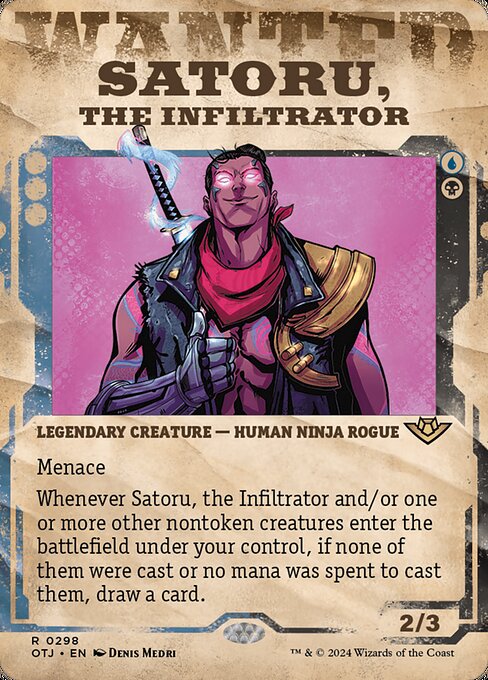 WANTED
SATORU,
THE INFILTRATOR
LEGENDARY CREATURE — HUMAN NINJA ROGUE
Menace
Whenever Satoru, the Infiltrator and/or one
or more other nontoken creatures enter the
battlefield under your control, if none of
them were cast or no mana was spent to cast
them, draw a card.
2/3
R 0298
OTJ • EN DENIS MEDRI
™ & © 2024 Wizards of the Coast